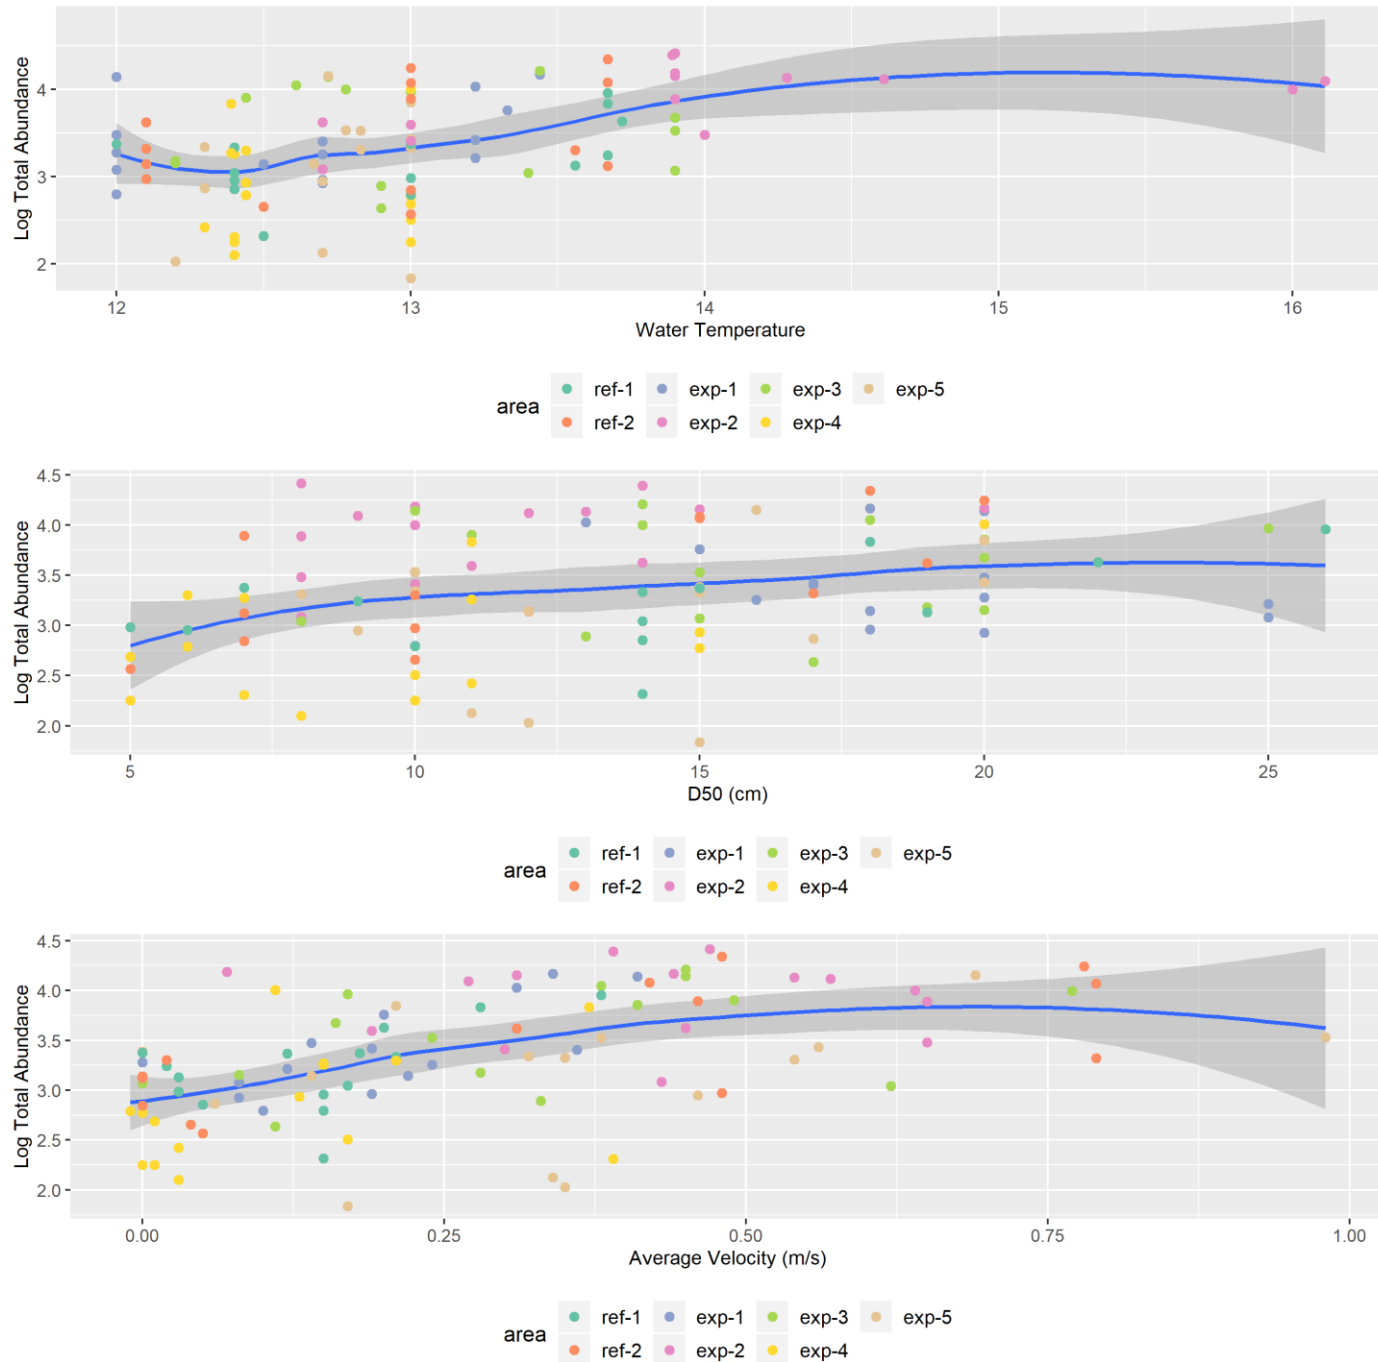 Log Total Abundance
4
3
2
12 13 14 15 16
Water Temperature
area
ref-1 exp-1 exp-3 exp-5
ref-2 exp-2 exp-4
Log Total Abundance
4.5
4.0
3.5
3.0
2.5
2.0
5 10 15 20 25
D50 (cm)
area
ref-1 exp-1 exp-3 exp-5
ref-2 exp-2 exp-4
Log Total Abundance
4.5
4.0
3.5
3.0
2.5
2.0
0.00 0.25 0.50 0.75 1.00
Average Velocity (m/s)
area
ref-1 exp-1 exp-3 exp-5
ref-2 exp-2 exp-4